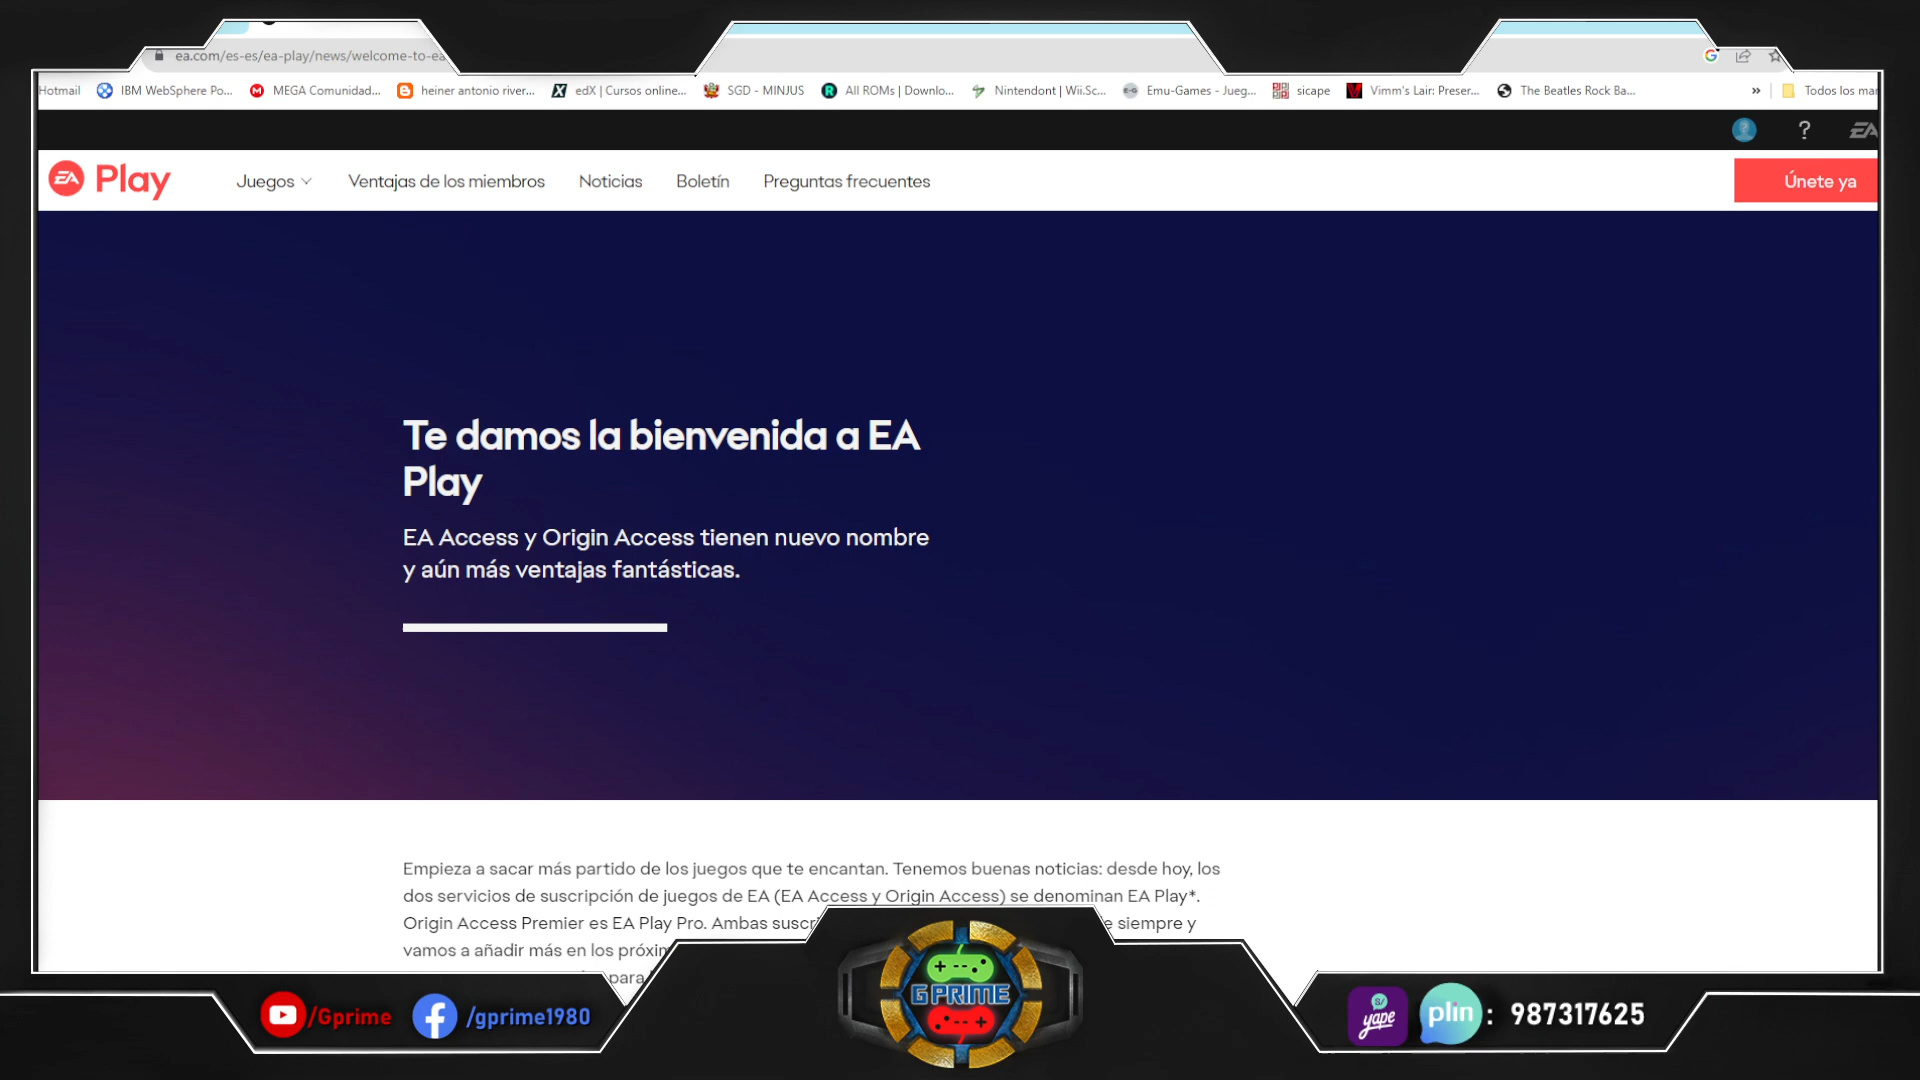 ea.com/es-es/ea-play/news/welcome-to-ea
Hotmail IBM WebSphere Po... MEGA Comunidad... heiner antonio river... edX | Cursos online... SGD - MINJUS All ROMs | Downlo... Nintendont | Wii.Sc... Emu-Games - Jueg... sicape Vimm's Lair: Preser... The Beatles Rock Ba... » Todos los mar
? EA
EA Play Juegos Ventajas de los miembros Noticias Boletín Preguntas frecuentes Únete ya
Te damos la bienvenida a EA
Play
EA Access y Origin Access tienen nuevo nombre
y aún más ventajas fantásticas.
Empieza a sacar más partido de los juegos que te encantan. Tenemos buenas noticias: desde hoy, los
dos servicios de suscripción de juegos de EA (EA Access y Origin Access) se denominan EA Play*.
Origin Access Premier es EA Play Pro. Ambas suscr siempre y
vamos a añadir más en los próxim
para
/Gprime /gprime1980 G PRIME S/ yape plin : 987317625